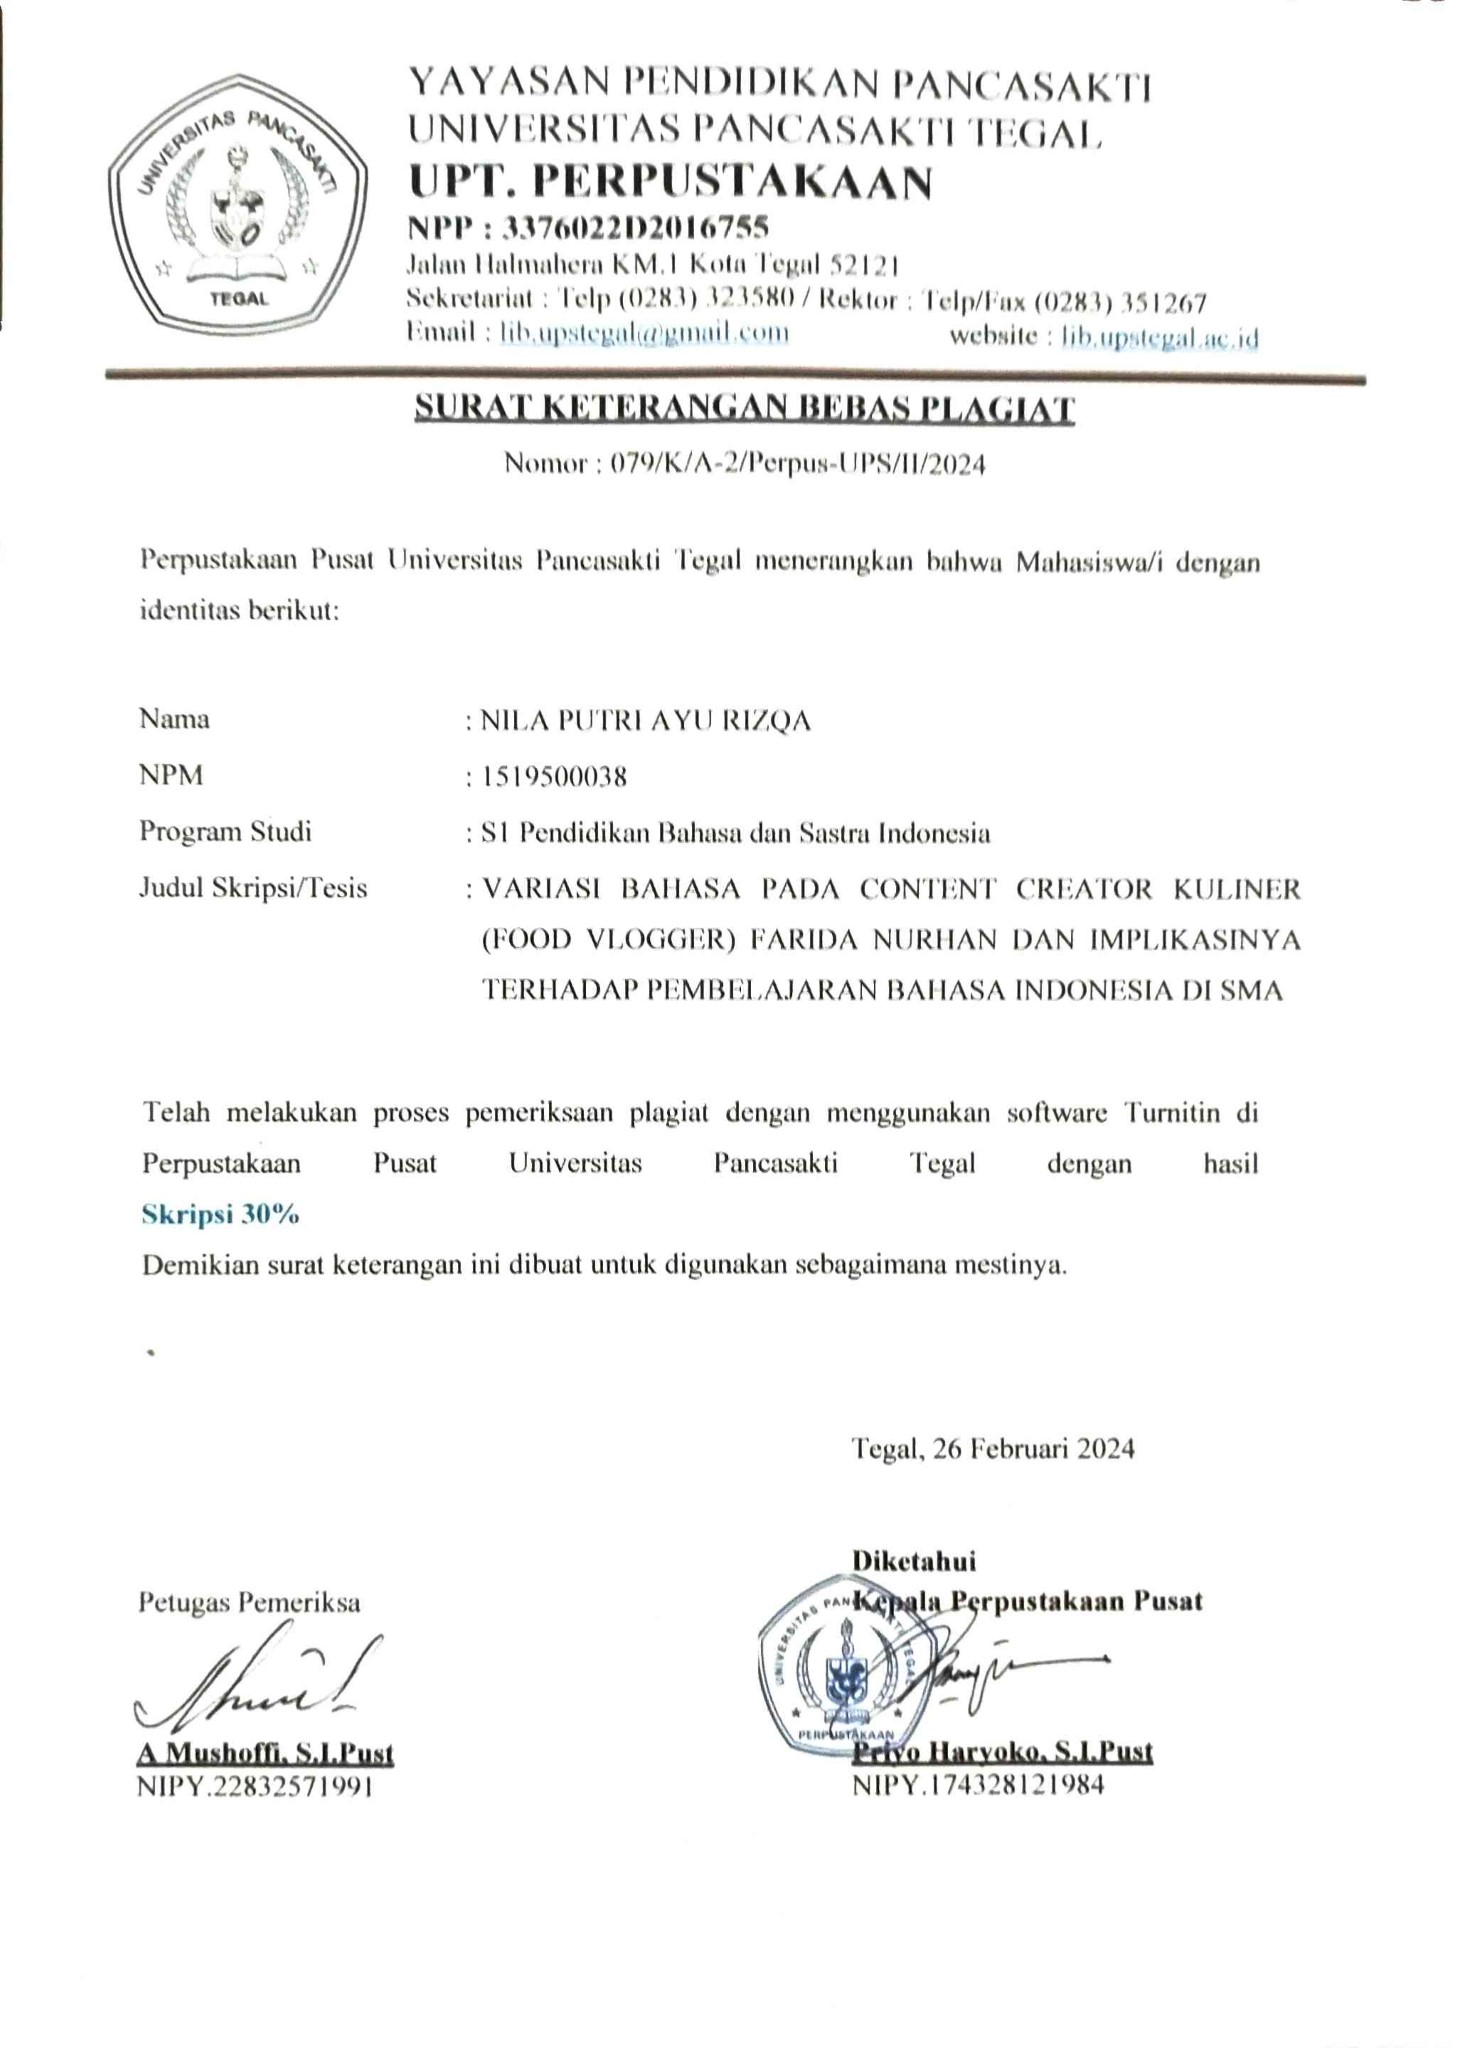 YAYASAN PENDIDIKAN PANCASAKTI
UNIVERSITAS PANCASAKTI TEGAL
UPT. PERPUSTAKAAN
NPP : 3376022D2016755
Jalan Halmahera KM.1 Kota Tegal 52121
Sekretariat : Telp (0283) 323580 / Rektor : Telp/Fax (0283) 351267
Email : lib.upstegal@gmail.com website : lib.upstegal.ac.id
UNIVERSITAS PANCASAKTI
TEGAL
SURAT KETERANGAN BEBAS PLAGIAT
Nomor : 079/K/A-2/Perpus-UPS/II/2024
Perpustakaan Pusat Universitas Pancasakti Tegal menerangkan bahwa Mahasiswa/i dengan
identitas berikut:
Nama : NILA PUTRI AYU RIZQA
NPM : 1519500038
Program Studi : S1 Pendidikan Bahasa dan Sastra Indonesia
Judul Skripsi/Tesis : VARIASI BAHASA PADA CONTENT CREATOR KULINER
(FOOD VLOGGER) FARIDA NURHAN DAN IMPLIKASINYA
TERHADAP PEMBELAJARAN BAHASA INDONESIA DI SMA
Telah melakukan proses pemeriksaan plagiat dengan menggunakan software Turnitin di
Perpustakaan Pusat Universitas Pancasakti Tegal dengan hasil
Skripsi 30%
Demikian surat keterangan ini dibuat untuk digunakan sebagaimana mestinya.
Tegal, 26 Februari 2024
Diketahui
Petugas Pemeriksa Kepala Perpustakaan Pusat
UNIVERSITAS PANCASAKTI TEGAL
PERPUSTAKAAN
A Mushoffi, S.I.Pust Priyo Haryoko, S.I.Pust
NIPY.22832571991 NIPY.174328121984